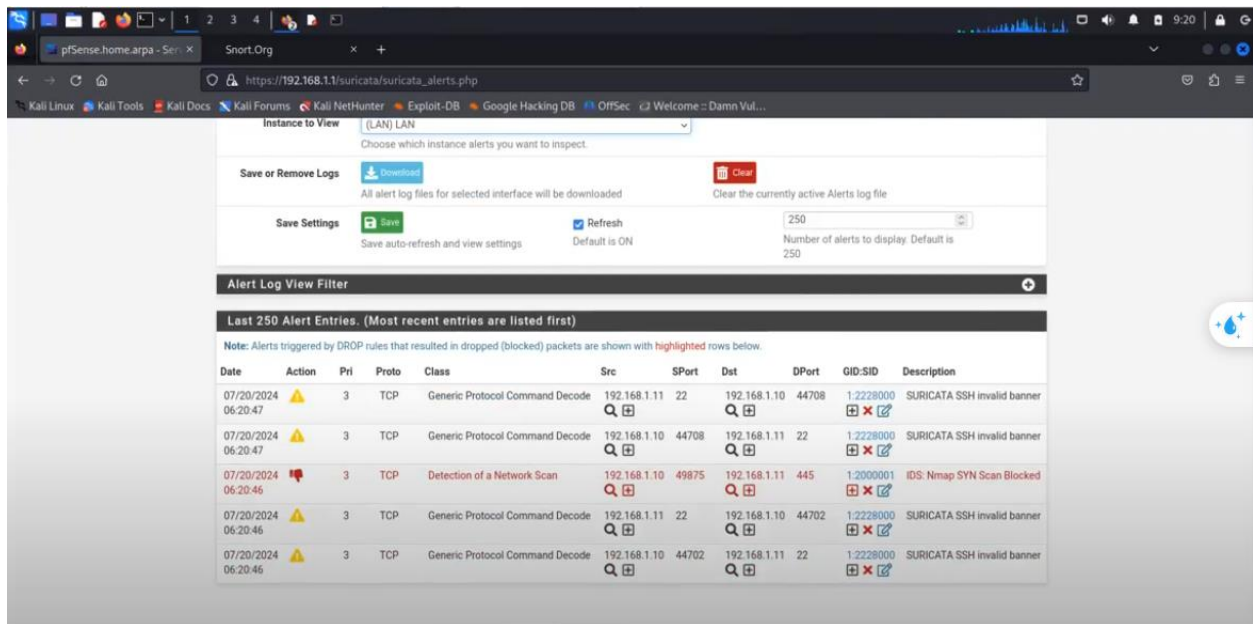 1 2 3 4 9:20
pfSense.home.arpa - Ser Snort.Org
https://192.168.1.1/suricata/suricata_alerts.php
Kali Linux Kali Tools Kali Docs Kali Forums Kali NetHunter Exploit-DB Google Hacking DB OffSec Welcome :: Damn Vul...
Instance to View (LAN) LAN
Choose which instance alerts you want to inspect.
Save or Remove Logs Download Clear
All alert log files for selected interface will be downloaded Clear the currently active Alerts log file
Save Settings Save Refresh 250
Save auto-refresh and view settings Default is ON Number of alerts to display. Default is
250
Alert Log View Filter
Last 250 Alert Entries. (Most recent entries are listed first)
Note: Alerts triggered by DROP rules that resulted in dropped (blocked) packets are shown with highlighted rows below.
Date Action Pri Proto Class Src SPort Dst DPort GID:SID Description
07/20/2024 3 TCP Generic Protocol Command Decode 192.168.1.11 22 192.168.1.10 44708 1:2228000 SURICATA SSH invalid banner
06:20:47
07/20/2024 3 TCP Generic Protocol Command Decode 192.168.1.10 44708 192.168.1.11 22 1:2228000 SURICATA SSH invalid banner
06:20:47
07/20/2024 3 TCP Detection of a Network Scan 192.168.1.10 49875 192.168.1.11 445 1:2000001 IDS: Nmap SYN Scan Blocked
06:20:46
07/20/2024 3 TCP Generic Protocol Command Decode 192.168.1.11 22 192.168.1.10 44702 1:2228000 SURICATA SSH invalid banner
06:20:46
07/20/2024 3 TCP Generic Protocol Command Decode 192.168.1.10 44702 192.168.1.11 22 1:2228000 SURICATA SSH invalid banner
06:20:46